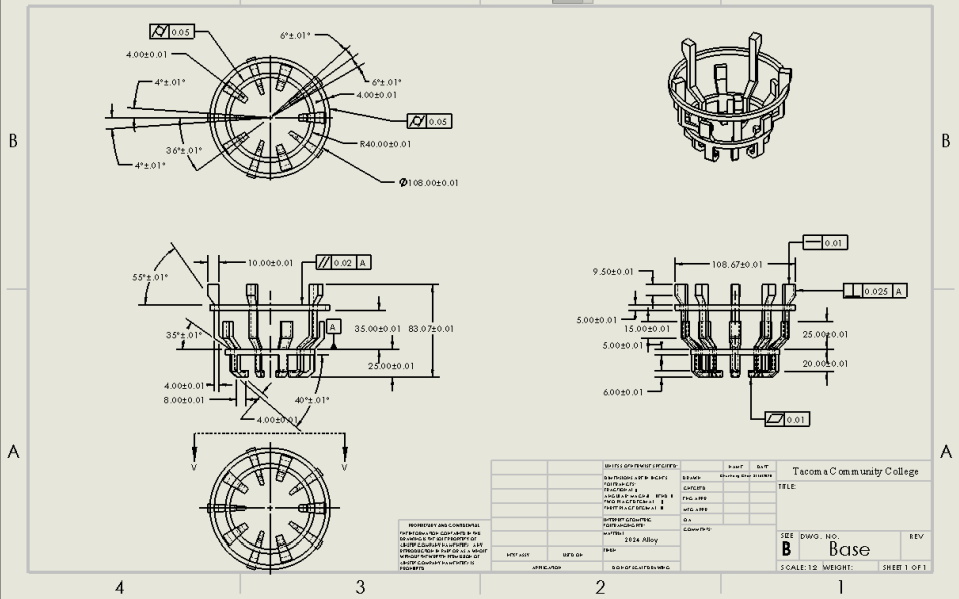 0.05
6°±.01°
4.00±0.01
4°±.01°
6°±.01°
4.00±0.01
0.05
36°±.01°
R40.00±0.01
4°±.01°
Ø108.00±0.01
B
B
0.01
55°±.01°
10.00±0.01
// 0.02 A
9.50±0.01
108.67±0.01
0.025 A
5.00±0.01
35°±.01°
A
35.00±0.01
83.07±0.01
15.00±0.01
25.00±0.01
5.00±0.01
25.00±0.01
20.00±0.01
4.00±0.01
8.00±0.01
40°±.01°
6.00±0.01
4.00±0.01
0.01
V V
A
A
UNLESS OTHERWISE SPECIFIED:
NAME DATE
Tacoma Community College
DIMENSIONS ARE IN INCHES
DRAWN
TOLERANCES:
TITLE:
CHECKED
ENG APPR.
MFG APPR.
PROPRIETARY AND CONFIDENTIAL
INTERPRET GEOMETRIC
TOLERANCING PER:
Q.A.
COMMENTS:
MATERIAL
2024 Alloy
SIZE DWG. NO. REV
B Base
FINISH
NEXT ASSY USED ON
APPLICATION
DO NOT SCALE DRAWING
SCALE: 1:2 WEIGHT: SHEET 1 OF 1
4 3 2 1